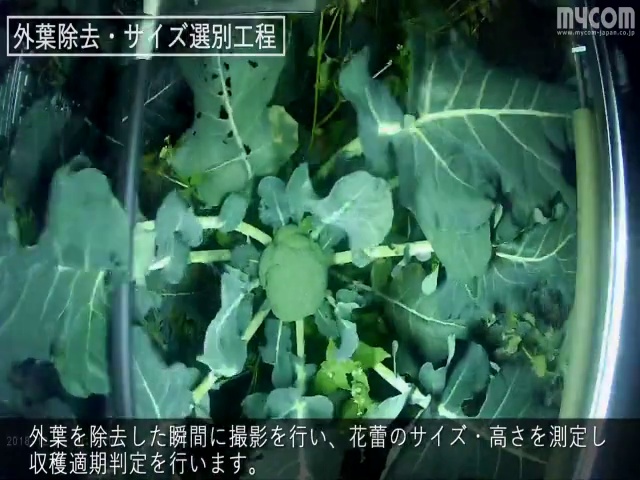 外葉除去・サイズ選別工程
mycom
www.mycom-japan.co.jp
2018
外葉を除去した瞬間に撮影を行い、花蕾のサイズ・高さを測定し
収穫適期判定を行います。